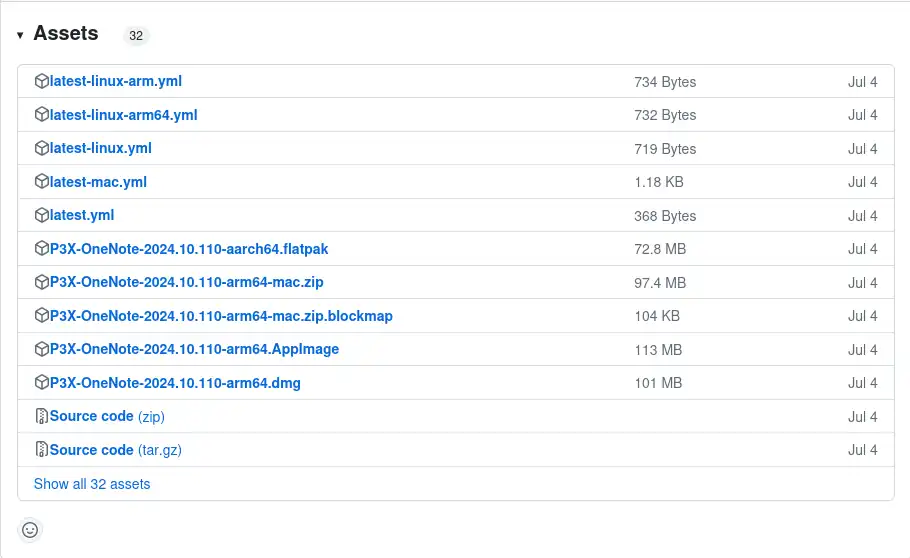 ▾ Assets 32
latest-linux-arm.yml 734 Bytes Jul 4
latest-linux-arm64.yml 732 Bytes Jul 4
latest-linux.yml 719 Bytes Jul 4
latest-mac.yml 1.18 KB Jul 4
latest.yml 368 Bytes Jul 4
P3X-OneNote-2024.10.110-aarch64.flatpak 72.8 MB Jul 4
P3X-OneNote-2024.10.110-arm64-mac.zip 97.4 MB Jul 4
P3X-OneNote-2024.10.110-arm64-mac.zip.blockmap 104 KB Jul 4
P3X-OneNote-2024.10.110-arm64.AppImage 113 MB Jul 4
P3X-OneNote-2024.10.110-arm64.dmg 101 MB Jul 4
Source code (zip) Jul 4
Source code (tar.gz) Jul 4
Show all 32 assets